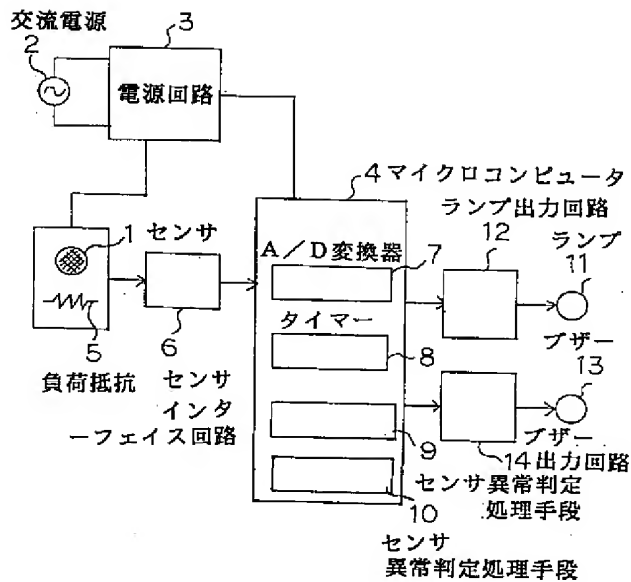 交流電源
2
3
電源回路
4マイクロコンピュータ
1 センサ
5
負荷抵抗
6
センサ
インタ
ーフェイス回路
A/D変換器
7
タイマー
8
9
10
センサ
異常判定処理手段
ランプ出力回路
12
ランプ
11
ブザー
13
ブザー
14出力回路
センサ異常判定
処理手段